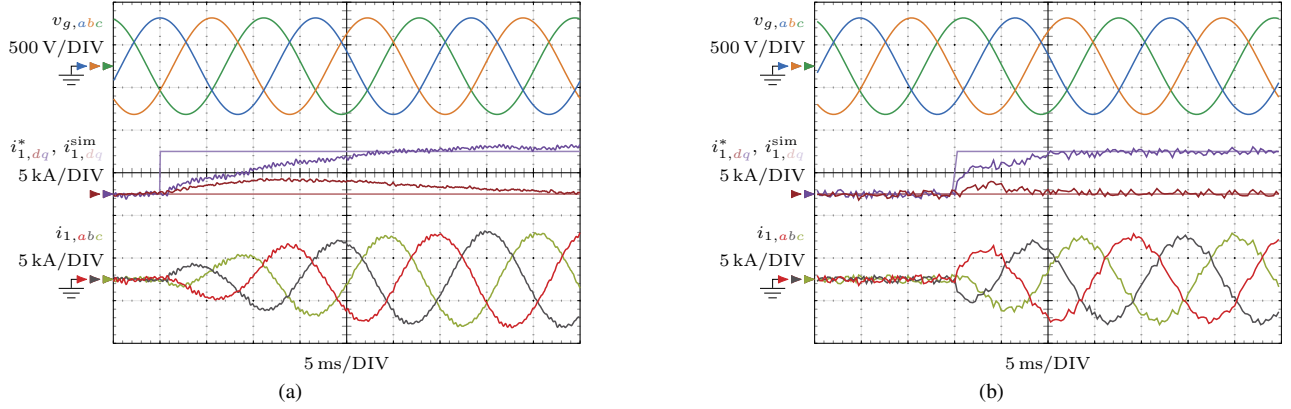 v_{g,abc}
500 V/DIV
i^*_{1,dq}, i^{sim}_{1,dq}
5 kA/DIV
i_{1,abc}
5 kA/DIV
5 ms/DIV
(a)
v_{g,abc}
500 V/DIV
i^*_{1,dq}, i^{sim}_{1,dq}
5 kA/DIV
i_{1,abc}
5 kA/DIV
5 ms/DIV
(b)